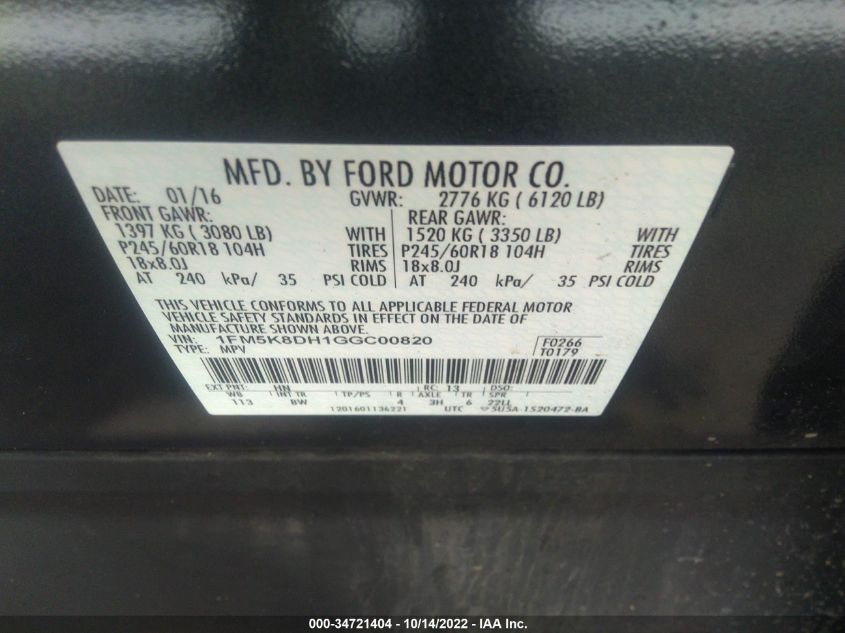 MFD. BY FORD MOTOR CO.
DATE: 01/16 GVWR: 2776 KG ( 6120 LB)
FRONT GAWR: REAR GAWR:
1397 KG ( 3080 LB) WITH 1520 KG ( 3350 LB) WITH
P245/60R18 104H TIRES P245/60R18 104H TIRES
18x8.0J RIMS 18x8.0J RIMS
AT 240 kPa/ 35 PSI COLD AT 240 kPa/ 35 PSI COLD
THIS VEHICLE CONFORMS TO ALL APPLICABLE FEDERAL MOTOR
VEHICLE SAFETY STANDARDS IN EFFECT ON THE DATE OF
MANUFACTURE SHOWN ABOVE.
VIN: 1FM5K8DH1GGC00820 F0266
TYPE: MPV T0179
EXT PNT: HN RC: 13 DSO:
WB INT TR TP/PS R AXLE TR SPR
113 BW 4 3H 6 22LL
1201601136221 UTC 5U5A-1520472-BA
000-34721404 | 10/14/2022 - IAA Inc.